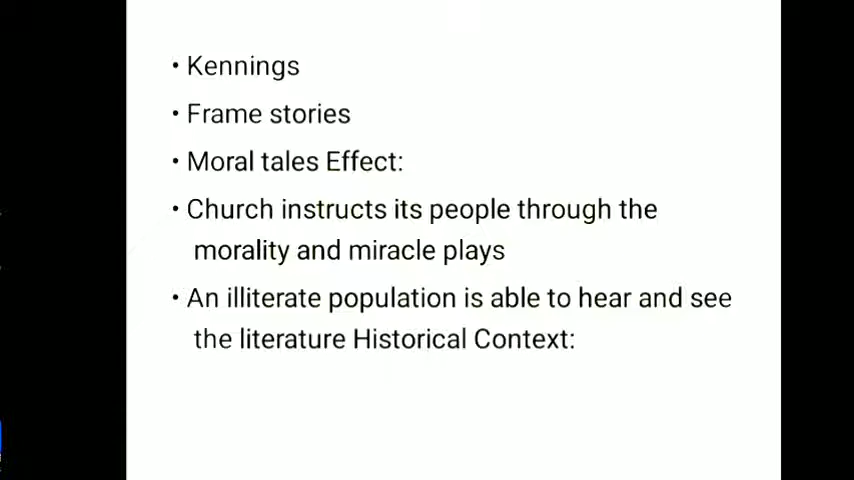 • Kennings
• Frame stories
• Moral tales Effect:
• Church instructs its people through the
morality and miracle plays
• An illiterate population is able to hear and see
the literature Historical Context: